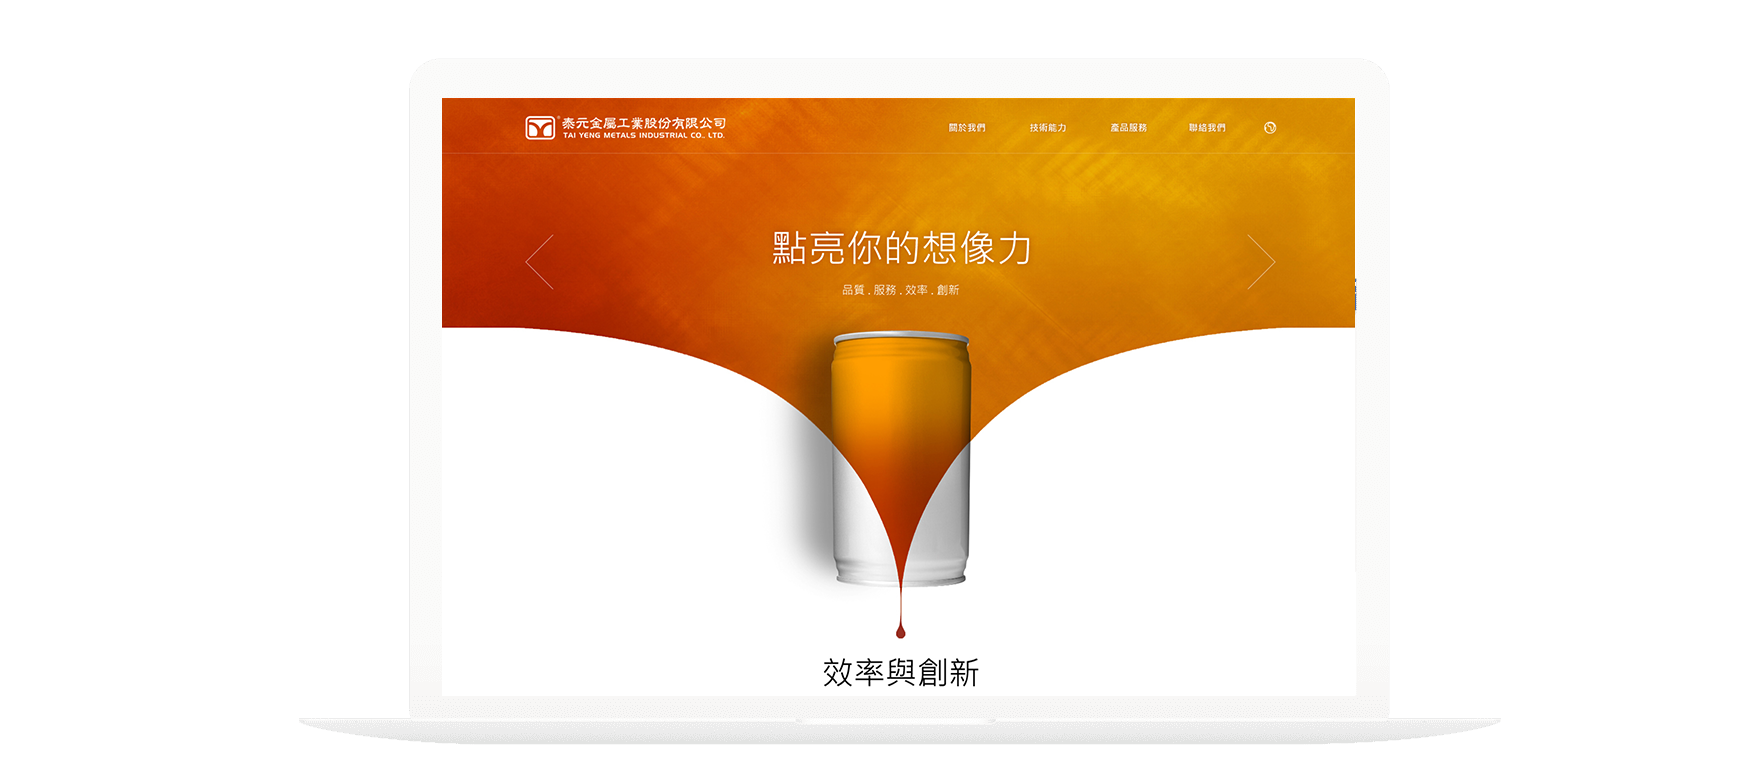 泰元金屬工業股份有限公司
TAI YENG METALS INDUSTRIAL CO., LTD.
關於我們 技術能力 產品服務 聯絡我們
點亮你的想像力
品質 . 服務 . 效率 . 創新
效率與創新